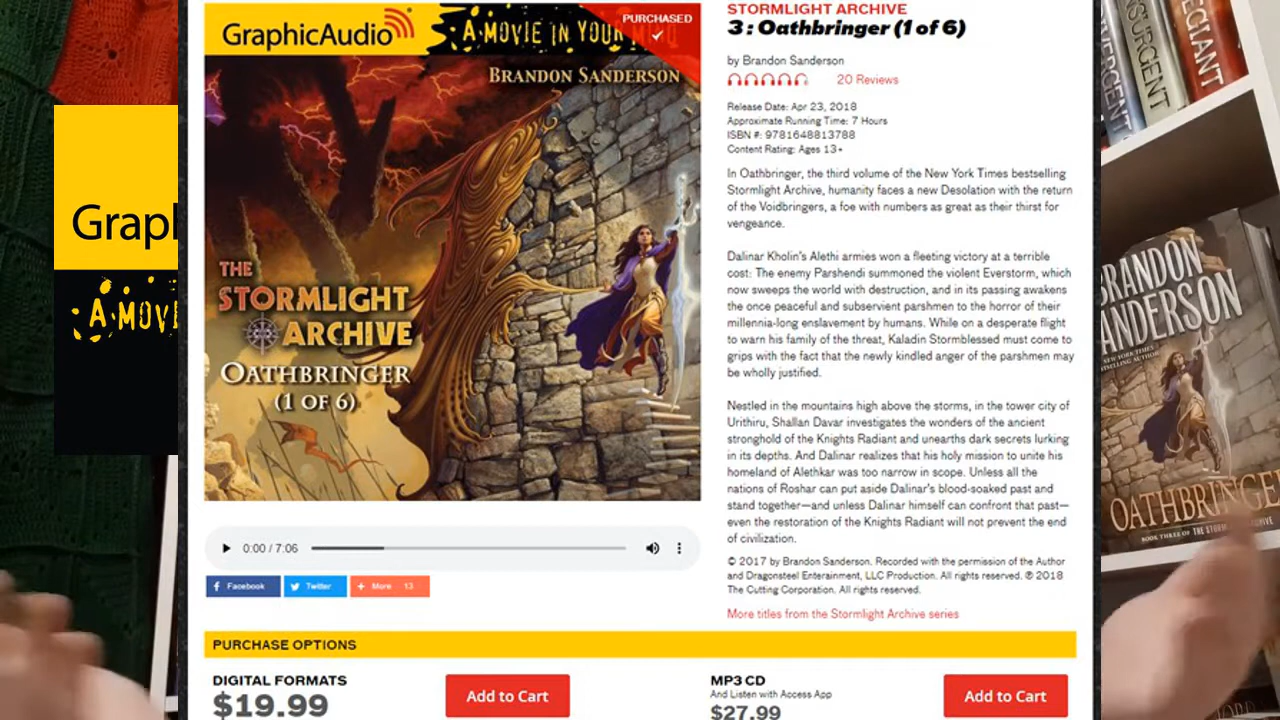 GraphicAudio
A MOVIE IN YOUR MIND
PURCHASED
BRANDON SANDERSON
THE
STORMLIGHT
ARCHIVE
OATHBRINGER
(1 OF 6)
0:00 / 7:06
Facebook
Twitter
+ More 13
STORMLIGHT ARCHIVE
3 : Oathbringer (1 of 6)
by Brandon Sanderson
20 Reviews
Release Date: Apr 23, 2018
Approximate Running Time: 7 Hours
ISBN #: 9781648813788
Content Rating: Ages 13+
In Oathbringer, the third volume of the New York Times bestselling
Stormlight Archive, humanity faces a new Desolation with the return
of the Voidbringers, a foe with numbers as great as their thirst for
vengeance.
Dalinar Kholin's Alethi armies won a fleeting victory at a terrible
cost: The enemy Parshendi summoned the violent Everstorm, which
now sweeps the world with destruction, and in its passing awakens
the once peaceful and subservient parshmen to the horror of their
millennia-long enslavement by humans. While on a desperate flight
to warn his family of the threat, Kaladin Stormblessed must come to
grips with the fact that the newly kindled anger of the parshmen may
be wholly justified.
Nestled in the mountains high above the storms, in the tower city of
Urithiru, Shallan Davar investigates the wonders of the ancient
stronghold of the Knights Radiant and unearths dark secrets lurking
in its depths. And Dalinar realizes that his holy mission to unite his
homeland of Alethkar was too narrow in scope. Unless all the
nations of Roshar can put aside Dalinar's blood-soaked past and
stand together—and unless Dalinar himself can confront that past—
even the restoration of the Knights Radiant will not prevent the end
of civilization.
© 2017 by Brandon Sanderson. Recorded with the permission of the Author
and Dragonsteel Enterainment, LLC Production. All rights reserved. ℗ 2018
The Cutting Corporation. All rights reserved.
More titles from the Stormlight Archive series
PURCHASE OPTIONS
DIGITAL FORMATS
$19.99
Add to Cart
MP3 CD
And Listen with Access App
$27.99
Add to Cart
Grapl
A MOVI
VERGENT
NSURGENT
EGIANT
BRANDON
ANDERSON
NEW YORK TIMES
BESTSELLING AUTHOR
OATHBRINGE
BOOK THREE OF THE STORM